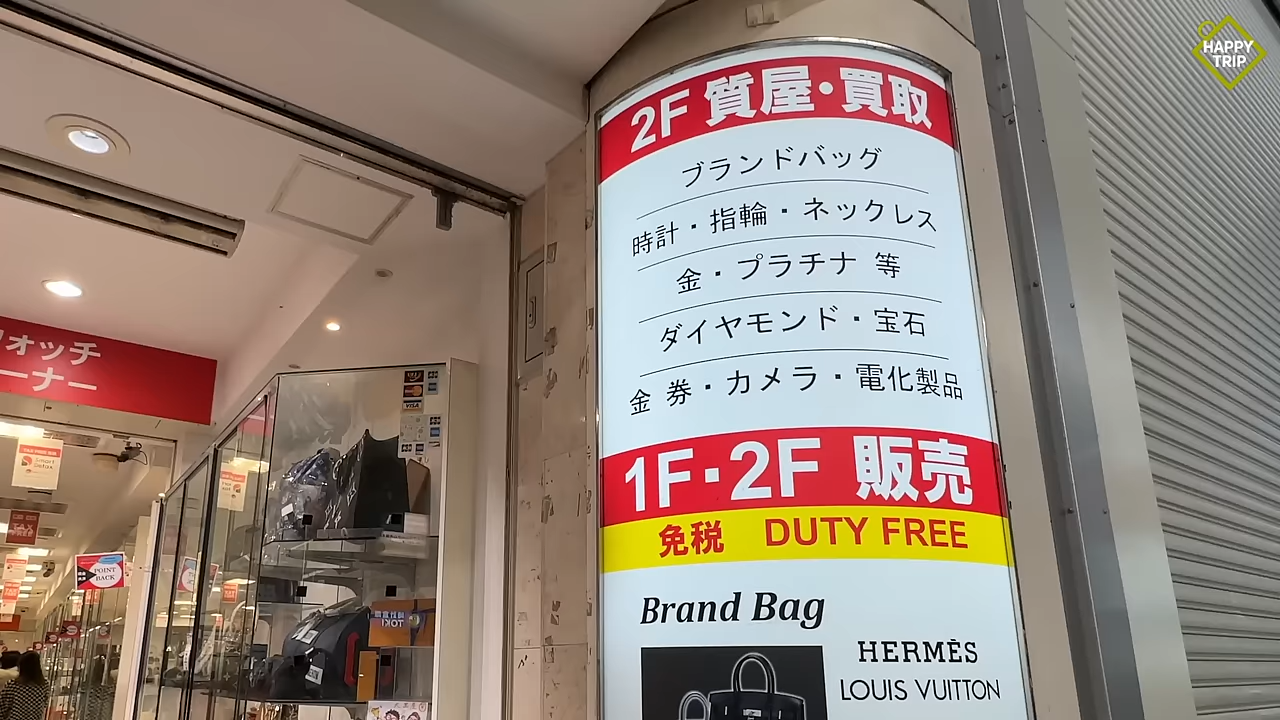 HAPPY
TRIP
2F 質屋・買取
ブランドバッグ
時計・指輪・ネックレス
金・プラチナ 等
ダイヤモンド・宝石
金券・カメラ・電化製品
1F・2F 販売
免税 DUTY FREE
Brand Bag
HERMĒS
LOUIS VUITTON
ォッチ
ーナー
POINT
BACK
VISA
TAX